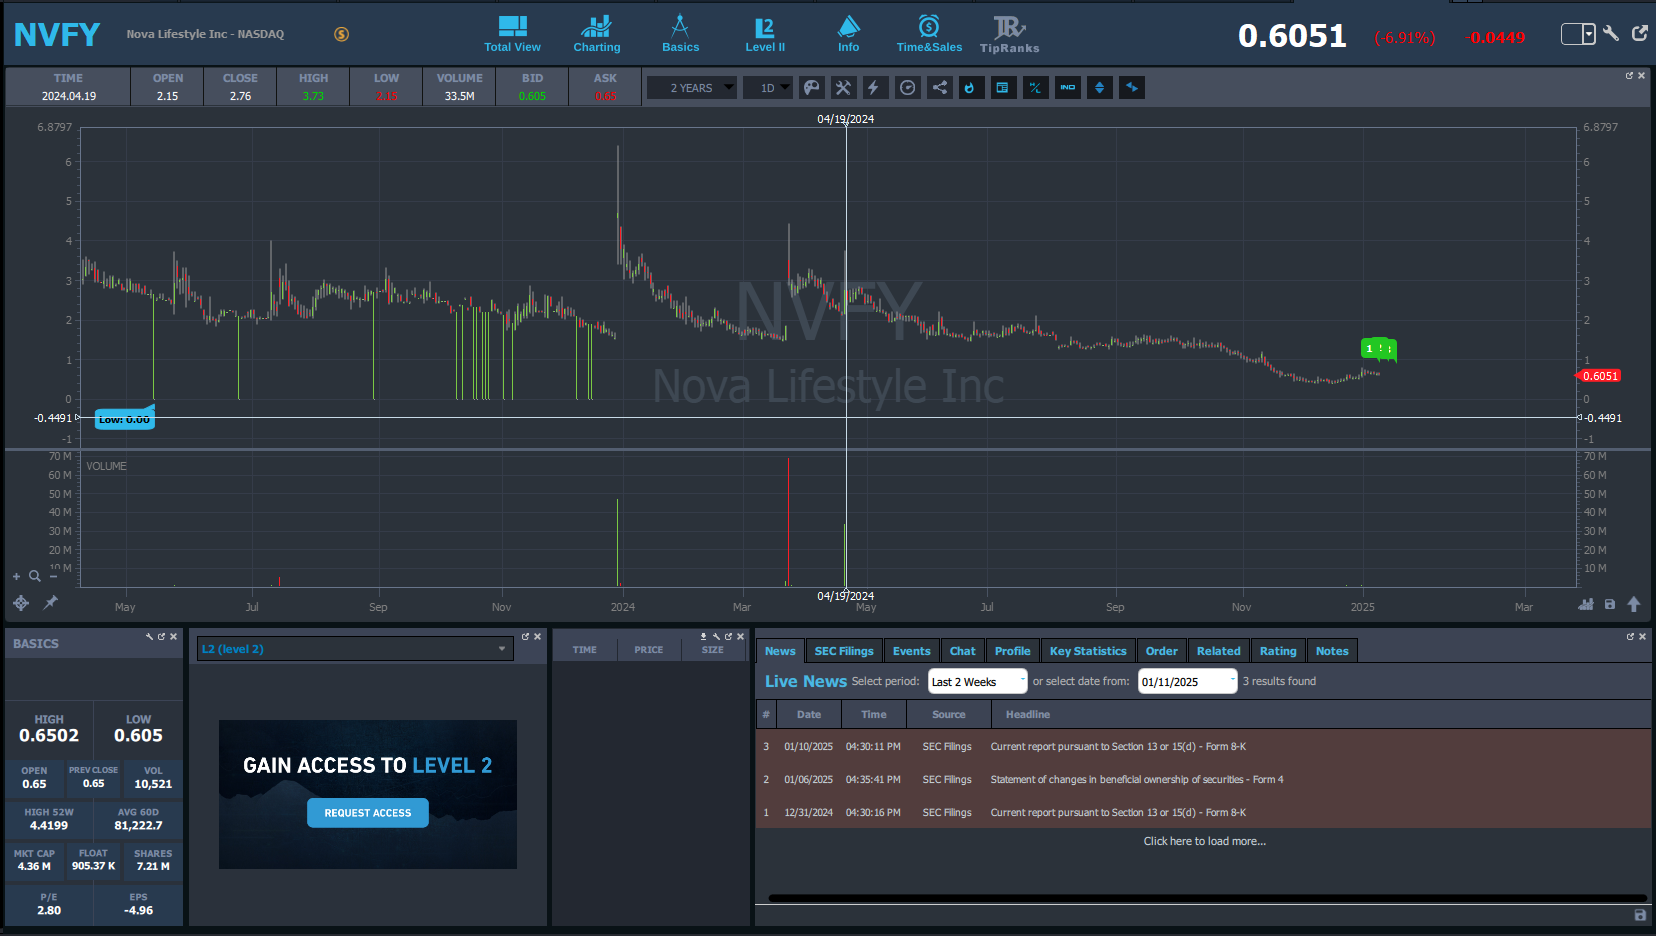 NVFY
Nova Lifestyle Inc - NASDAQ
Total View
Charting
Basics
L2
Level II
Info
Time&Sales
TipRanks
0.6051
(-6.91%)
-0.0449
TIME OPEN CLOSE HIGH LOW VOLUME BID ASK
2024.04.19 2.15 2.76 3.73 2.15 33.5M 0.605 0.65
2 YEARS
1D
IND
04/19/2024
6.8797 6.8797
6 6
5 5
4 4
3 3
2 2
1 1
0 0
-0.4491 -0.4491
-1 -1
NVFY
Nova Lifestyle Inc
Low: 0.00
1
0.6051
VOLUME
70 M 70 M
60 M 60 M
50 M 50 M
40 M 40 M
30 M 30 M
20 M 20 M
10 M 10 M
04/19/2024
May Jul Sep Nov 2024 Mar May Jul Sep Nov 2025 Mar
BASICS
HIGH LOW
0.6502 0.605
OPEN PREV CLOSE VOL
0.65 0.65 10,521
HIGH 52W AVG 60D
4.4199 81,222.7
MKT CAP FLOAT SHARES
4.36 M 905.37 K 7.21 M
P/E EPS
2.80 -4.96
L2 (level 2)
GAIN ACCESS TO LEVEL 2
REQUEST ACCESS
TIME PRICE SIZE
News SEC Filings Events Chat Profile Key Statistics Order Related Rating Notes
Live News Select period: Last 2 Weeks or select date from: 01/11/2025 3 results found
# Date Time Source Headline
3 01/10/2025 04:30:11 PM SEC Filings Current report pursuant to Section 13 or 15(d) - Form 8-K
2 01/06/2025 04:35:41 PM SEC Filings Statement of changes in beneficial ownership of securities - Form 4
1 12/31/2024 04:30:16 PM SEC Filings Current report pursuant to Section 13 or 15(d) - Form 8-K
Click here to load more...